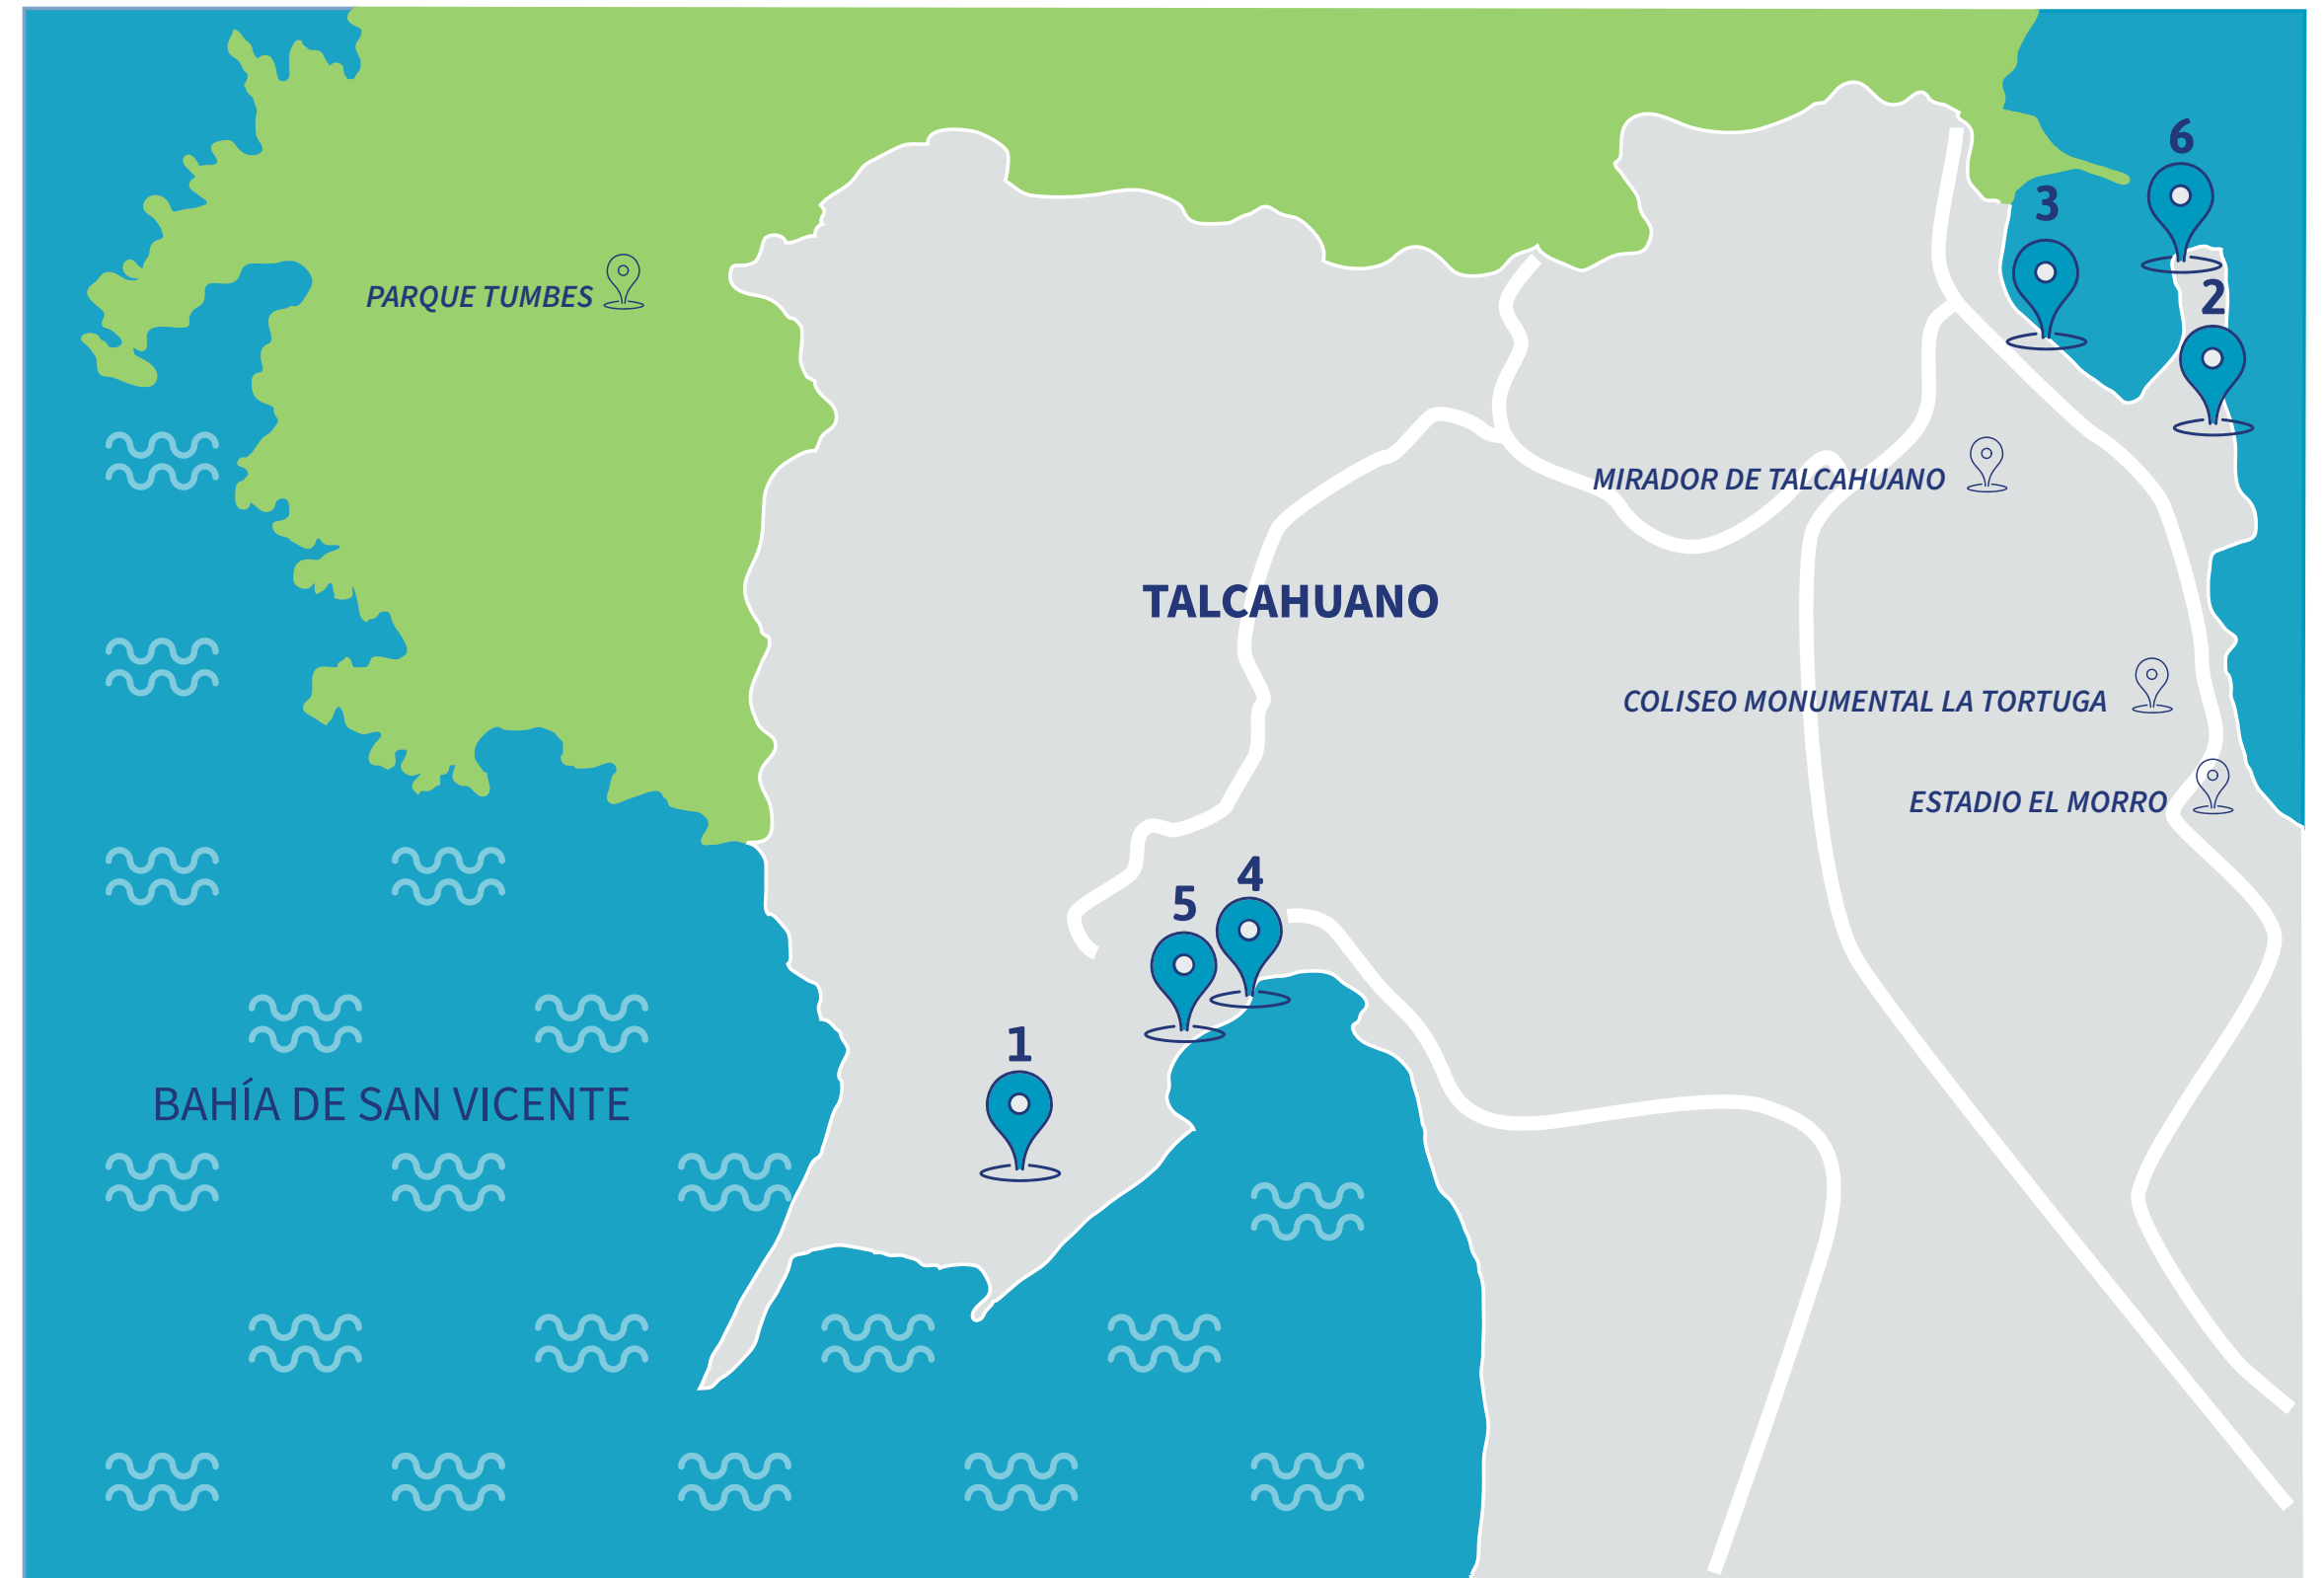 6
3
PARQUE TUMBES
2
MIRADOR DE TALCAHUANO
TALCAHUANO
COLISEO MONUMENTAL LA TORTUGA
ESTADIO EL MORRO
4
5
1
BAHÍA DE SAN VICENTE